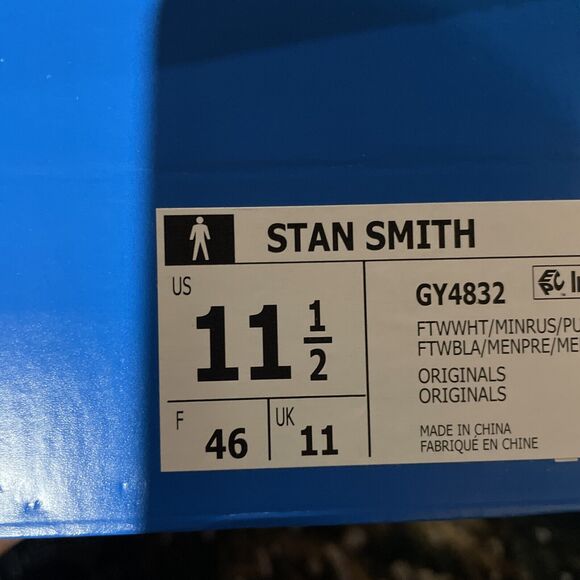 STAN SMITH
US
11 1/2
F
46
UK
11
GY4832
FTWWHT/MINRUS/PU
FTWBLA/MENPRE/ME
ORIGINALS
ORIGINALS
MADE IN CHINA
FABRIQUÉ EN CHINE